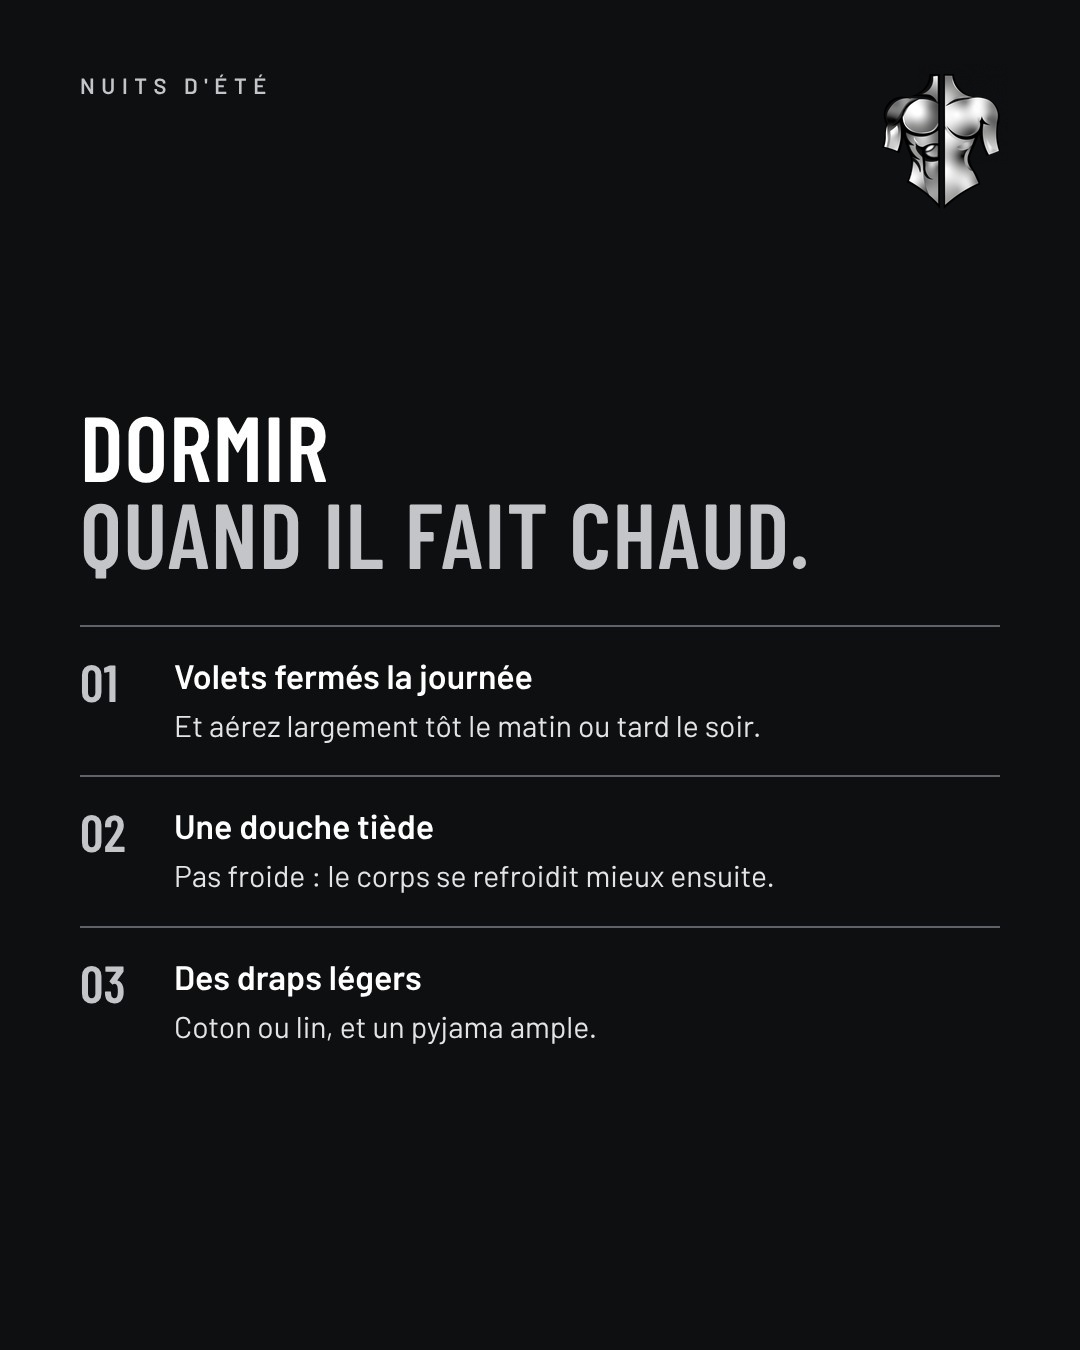 NUITS D'ÉTÉ
DORMIR
QUAND IL FAIT CHAUD.
01
Volets fermés la journée
Et aérez largement tôt le matin ou tard le soir.
02
Une douche tiède
Pas froide : le corps se refroidit mieux ensuite.
03
Des draps légers
Coton ou lin, et un pyjama ample.